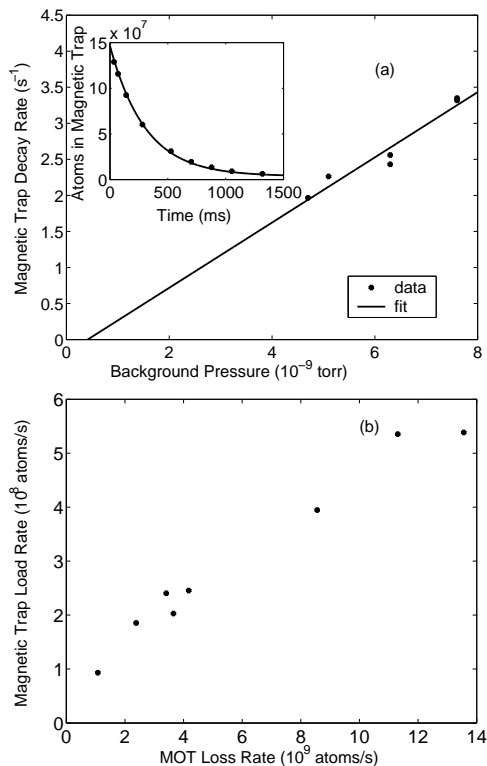 x 10^7
15
10
5
0
Atoms in Magnetic Trap
0 500 1000 1500
Time (ms)
(a)
4.5
4
3.5
3
2.5
2
1.5
1
0.5
0
Magnetic Trap Decay Rate (s^−1)
data
fit
0 2 4 6 8
Background Pressure (10^−9 torr)
(b)
6
5
4
3
2
1
0
Magnetic Trap Load Rate (10^8 atoms/s)
0 2 4 6 8 10 12 14
MOT Loss Rate (10^9 atoms/s)